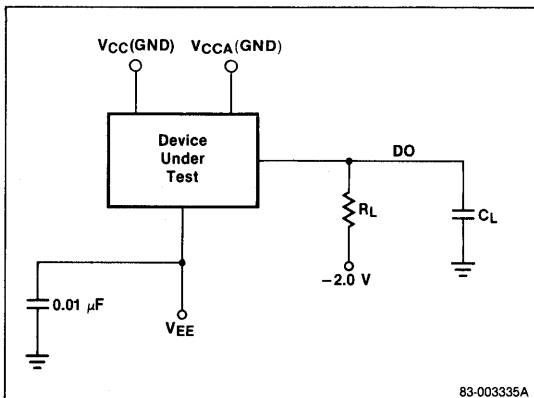 VCC(GND) VCCA(GND)
Device
Under
Test
DO
RL
CL
−2.0 V
0.01 μF
VEE
83-003335A